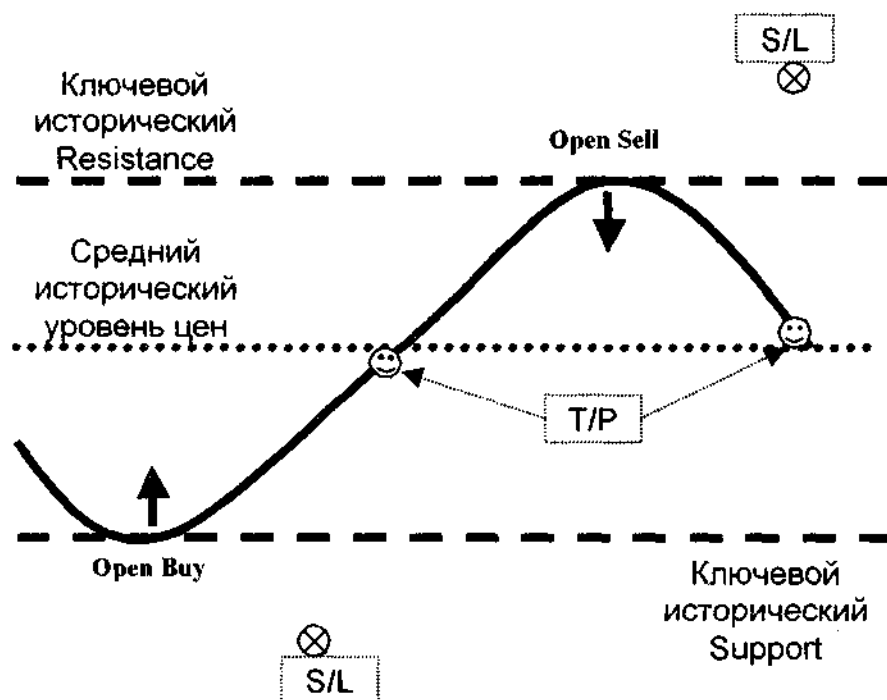 S/L
Ключевой
исторический
Resistance
Open Sell
Средний
исторический
уровень цен
T/P
Open Buy
Ключевой
исторический
Support
S/L